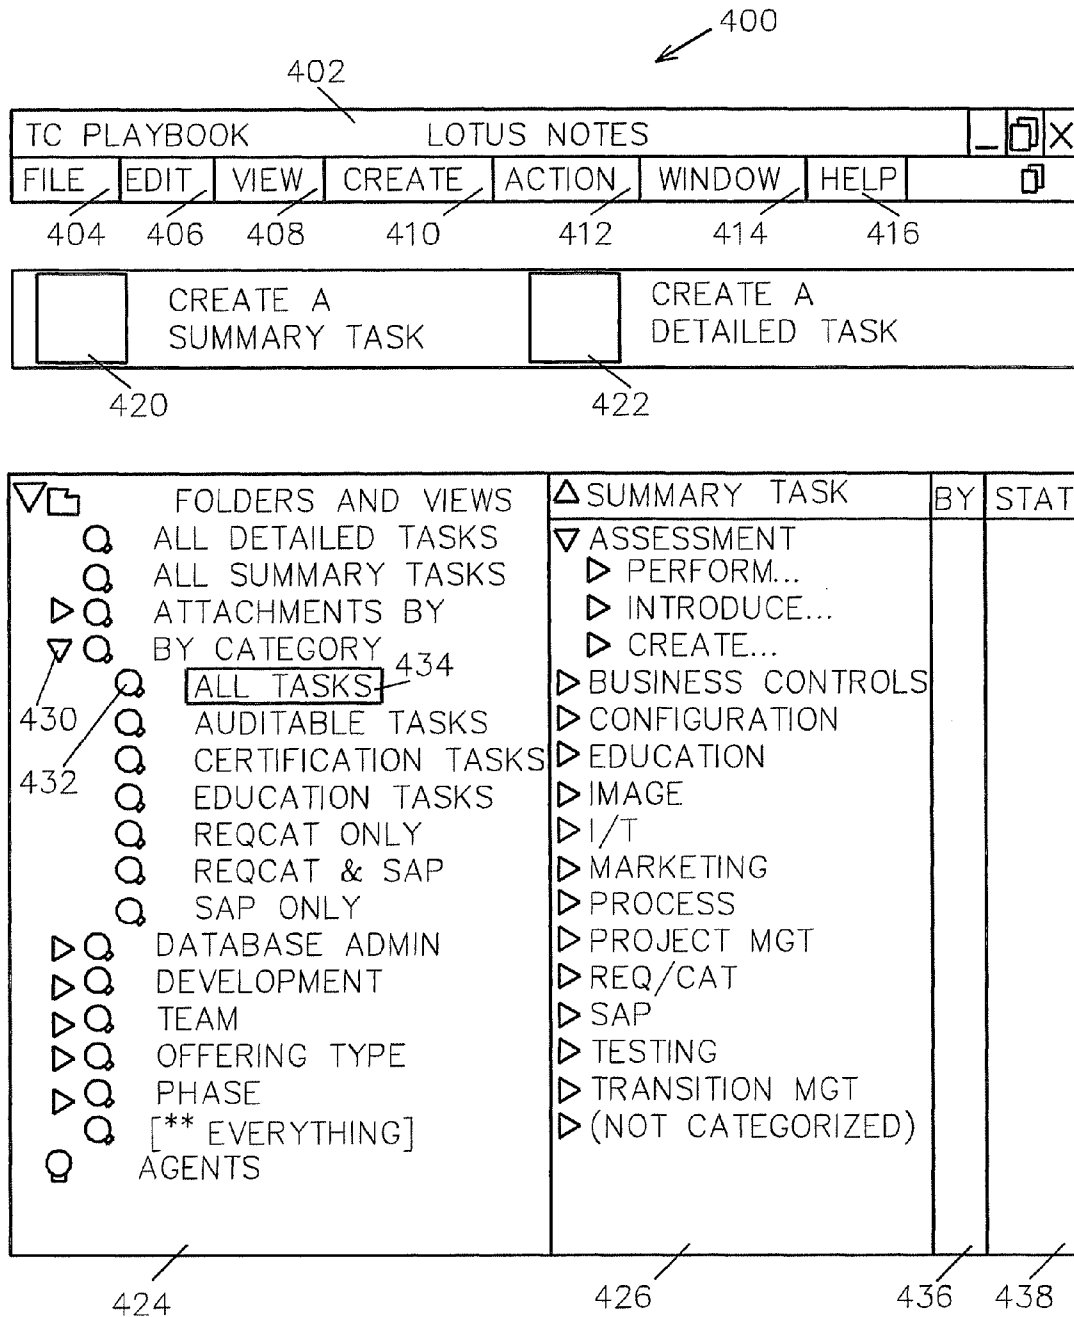 400
402
TC PLAYBOOK LOTUS NOTES
FILE EDIT VIEW CREATE ACTION WINDOW HELP
404 406 408 410 412 414 416
CREATE A
SUMMARY TASK
CREATE A
DETAILED TASK
420 422
FOLDERS AND VIEWS
ALL DETAILED TASKS
ALL SUMMARY TASKS
ATTACHMENTS BY
BY CATEGORY
434
ALL TASKS
430
AUDITABLE TASKS
432
CERTIFICATION TASKS
EDUCATION TASKS
REQCAT ONLY
REQCAT & SAP
SAP ONLY
DATABASE ADMIN
DEVELOPMENT
TEAM
OFFERING TYPE
PHASE
[** EVERYTHING]
AGENTS
SUMMARY TASK BY STAT
ASSESSMENT
PERFORM...
INTRODUCE...
CREATE...
BUSINESS CONTROLS
CONFIGURATION
EDUCATION
IMAGE
I/T
MARKETING
PROCESS
PROJECT MGT
REQ/CAT
SAP
TESTING
TRANSITION MGT
(NOT CATEGORIZED)
424 426 436 438